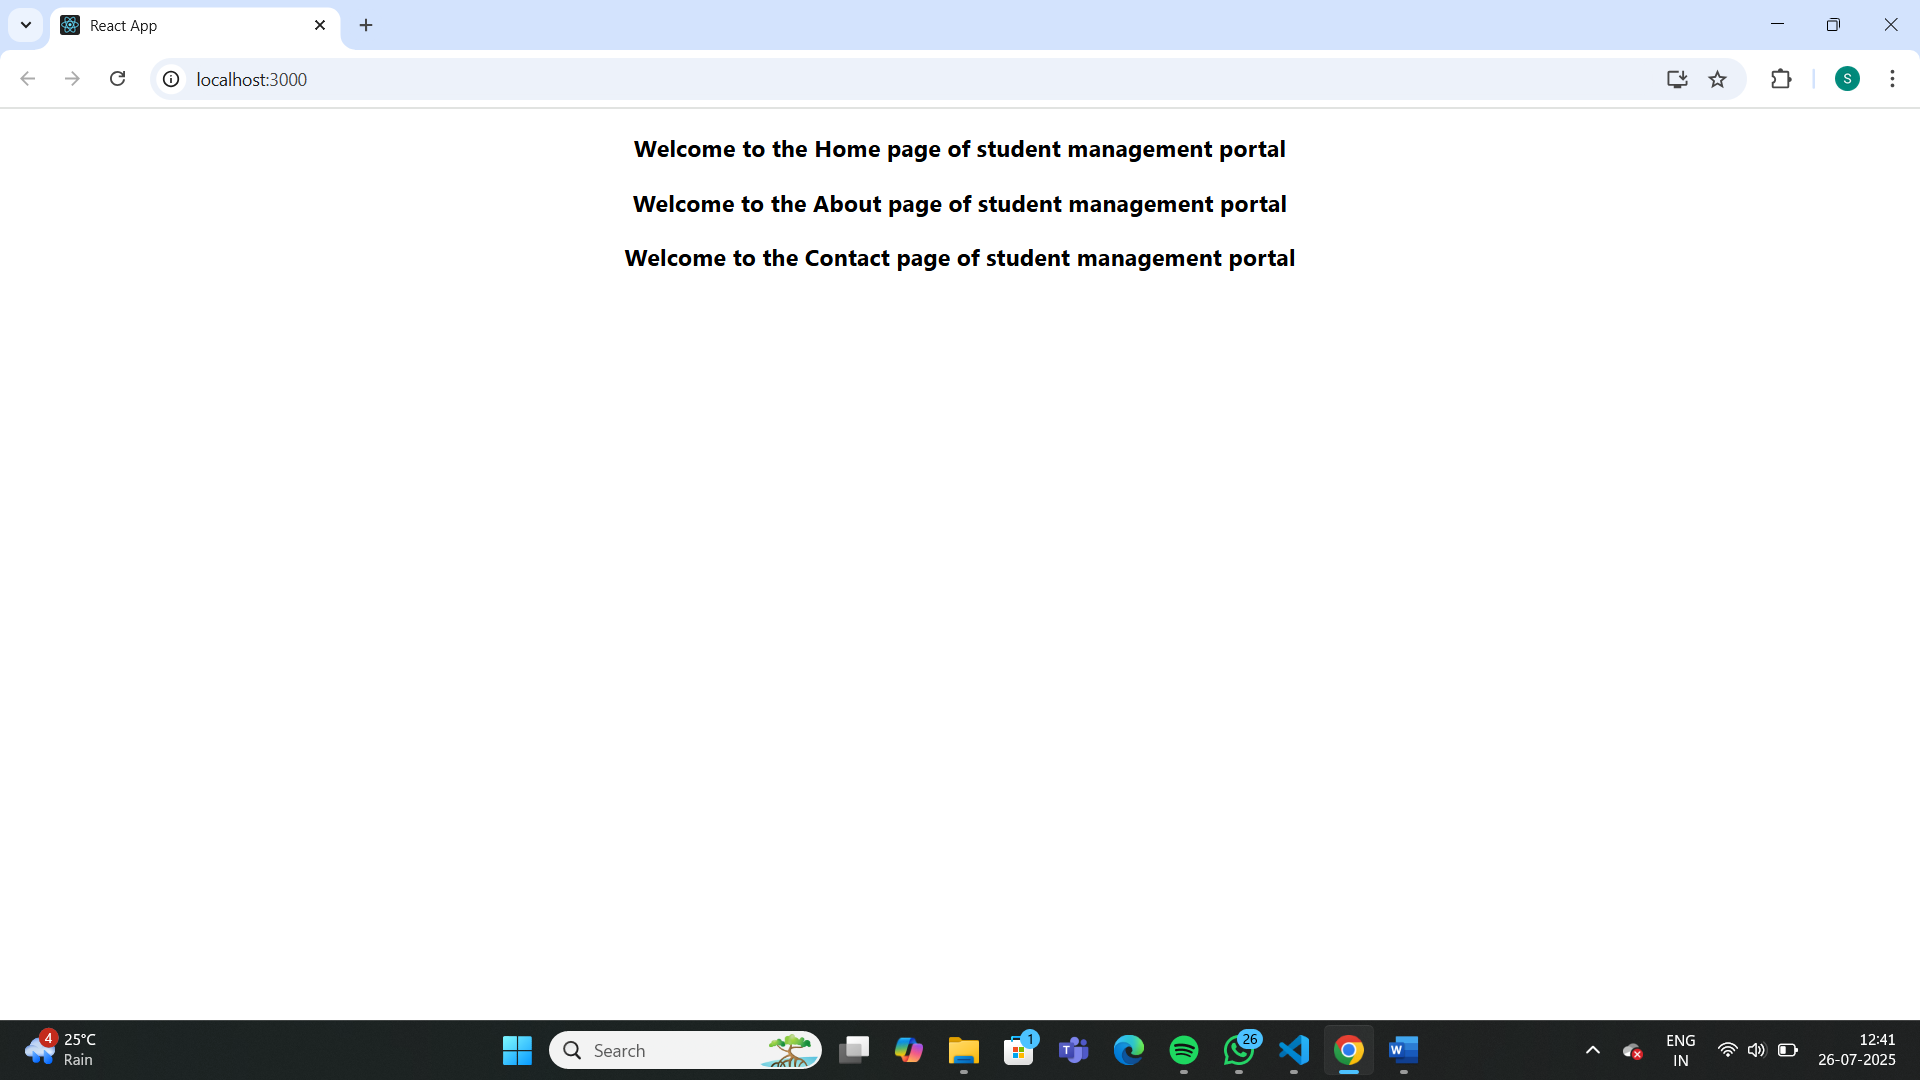 React App
localhost:3000
S
Welcome to the Home page of student management portal
Welcome to the About page of student management portal
Welcome to the Contact page of student management portal
4
25°C
Rain
Search
1
T
26
W
ENG
IN
12:41
26-07-2025